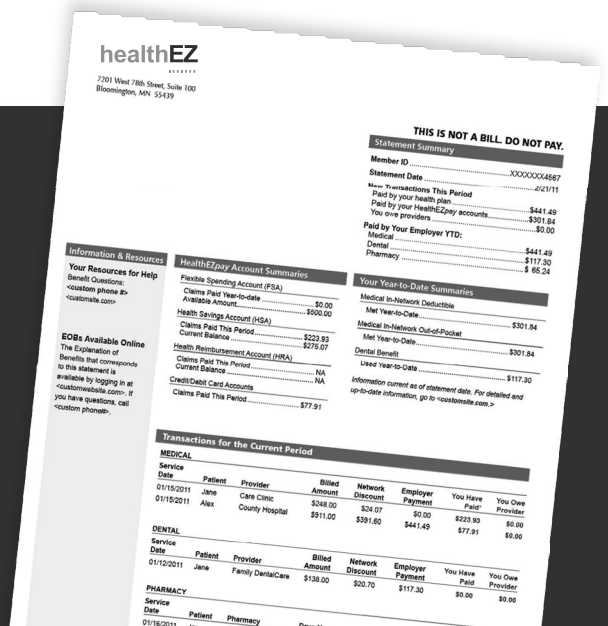 healthEZ
7201 West 78th Street, Suite 100
Bloomington, MN 55439
THIS IS NOT A BILL. DO NOT PAY.
Statement Summary
Member ID ..... XXXXXXX4567
Statement Date ..... 2/21/11
New Transactions This Period
Paid by your health plan ..... $441.49
Paid by your HealthEZpay accounts ..... $301.84
You owe providers ..... $0.00
Paid by Your Employer YTD:
Medical ..... $441.49
Dental ..... $117.30
Pharmacy ..... $ 65.24
Information & Resources
Your Resources for Help
Benefit Questions:
<custom phone #>
<customsite.com>
EOBs Available Online
The Explanation of
Benefits that corresponds
to this statement is
available by logging in at
<customwebsite.com>. If
you have questions, call
<custom phone#>.
HealthEZpay Account Summaries
Flexible Spending Account (FSA)
Claims Paid Year-to-date ..... $0.00
Available Amount ..... $500.00
Health Savings Account (HSA)
Claims Paid This Period ..... $223.93
Current Balance ..... $275.07
Health Reimbursement Account (HRA)
Claims Paid This Period ..... NA
Current Balance ..... NA
Credit/Debit Card Accounts
Claims Paid This Period ..... $77.91
Your Year-to-Date Summaries
Medical In-Network Deductible
Met Year-to-Date ..... $301.84
Medical In-Network Out-of-Pocket
Met Year-to-Date ..... $301.84
Dental Benefit
Used Year-to-Date ..... $117.30
Information current as of statement date. For detailed and
up-to-date information, go to <customsite.com.>
Transactions for the Current Period
MEDICAL
Service Date Patient Provider Billed Amount Network Discount Employer Payment You Have Paid* You Owe Provider
01/15/2011 Jane Care Clinic $248.00 $24.07 $0.00 $223.93 $0.00
01/15/2011 Alex County Hospital $911.00 $391.60 $441.49 $77.91 $0.00
DENTAL
Service Date Patient Provider Billed Amount Network Discount Employer Payment You Have Paid You Owe Provider
01/12/2011 Jane Family DentalCare $138.00 $20.70 $117.30 $0.00 $0.00
PHARMACY
Service Date Patient Pharmacy
01/16/2011